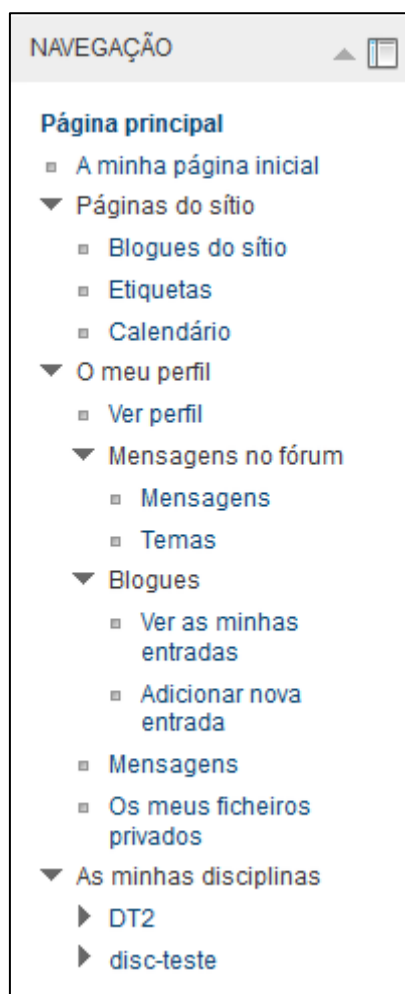 NAVEGAÇÃO
Página principal
A minha página inicial
Páginas do sítio
Blogues do sítio
Etiquetas
Calendário
O meu perfil
Ver perfil
Mensagens no fórum
Mensagens
Temas
Blogues
Ver as minhas
entradas
Adicionar nova
entrada
Mensagens
Os meus ficheiros
privados
As minhas disciplinas
DT2
disc-teste